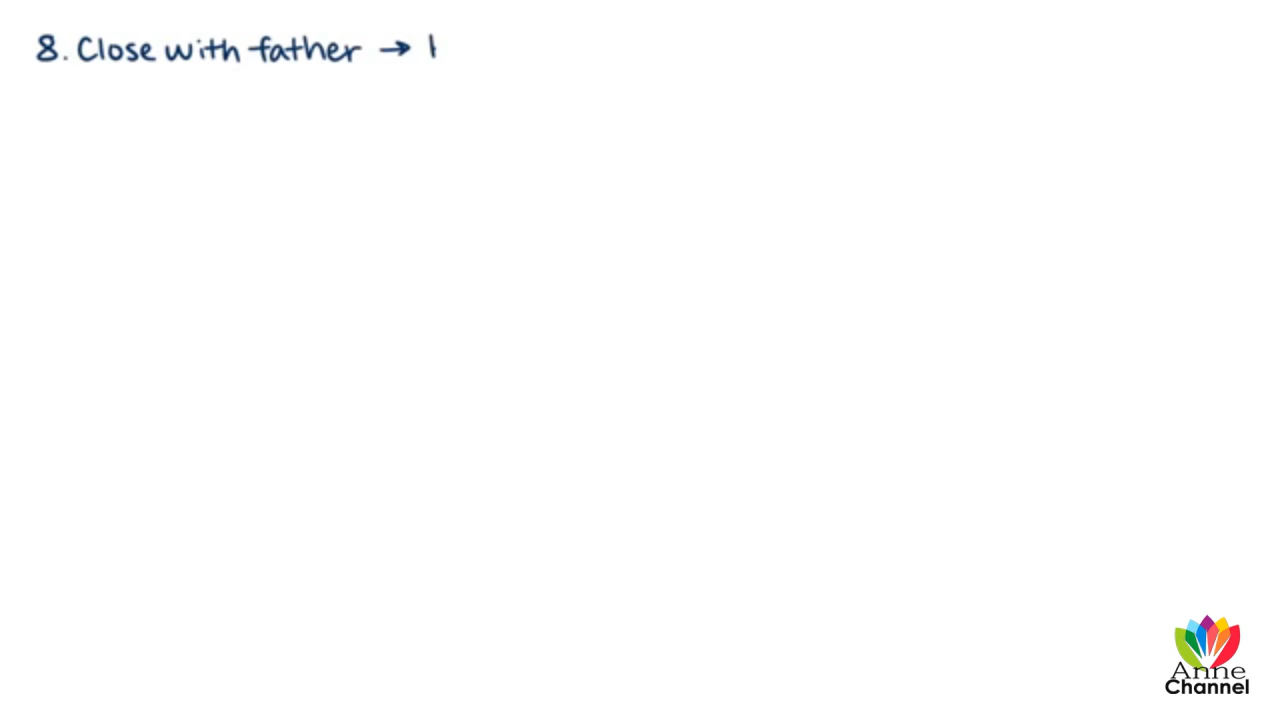 8. Close with father → I
Anne
Channel